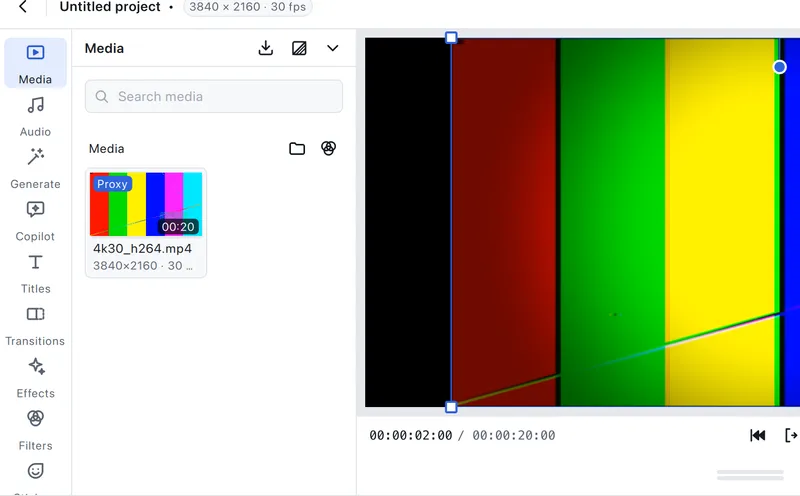 Untitled project • 3840 × 2160 · 30 fps
Media
Audio
Generate
Copilot
Titles
Transitions
Effects
Filters
Media
Search media
Media
Proxy
00:20
4k30_h264.mp4
3840×2160 · 30 ...
00:00:02:00 / 00:00:20:00